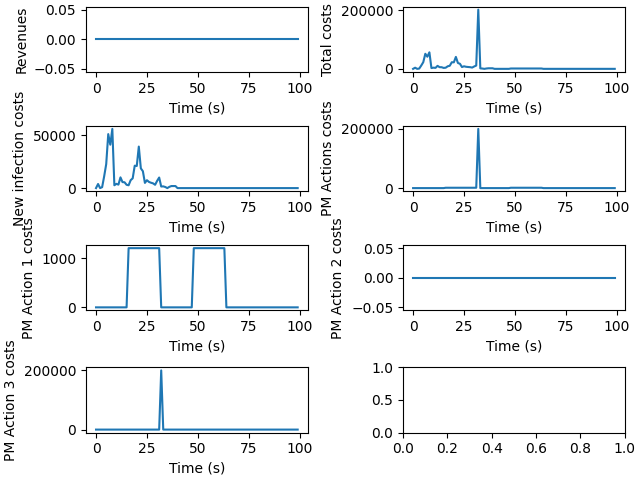 Revenues
0.05
0.00
−0.05
0 25 50 75 100
Time (s)
Total costs
200000
0
0 25 50 75 100
Time (s)
New infection costs
50000
0
0 25 50 75 100
Time (s)
PM Actions costs
200000
0
0 25 50 75 100
Time (s)
PM Action 1 costs
1000
0
0 25 50 75 100
Time (s)
PM Action 2 costs
0.05
0.00
−0.05
0 25 50 75 100
Time (s)
PM Action 3 costs
200000
0
0 25 50 75 100
Time (s)
1.0
0.5
0.0
0.0 0.2 0.4 0.6 0.8 1.0